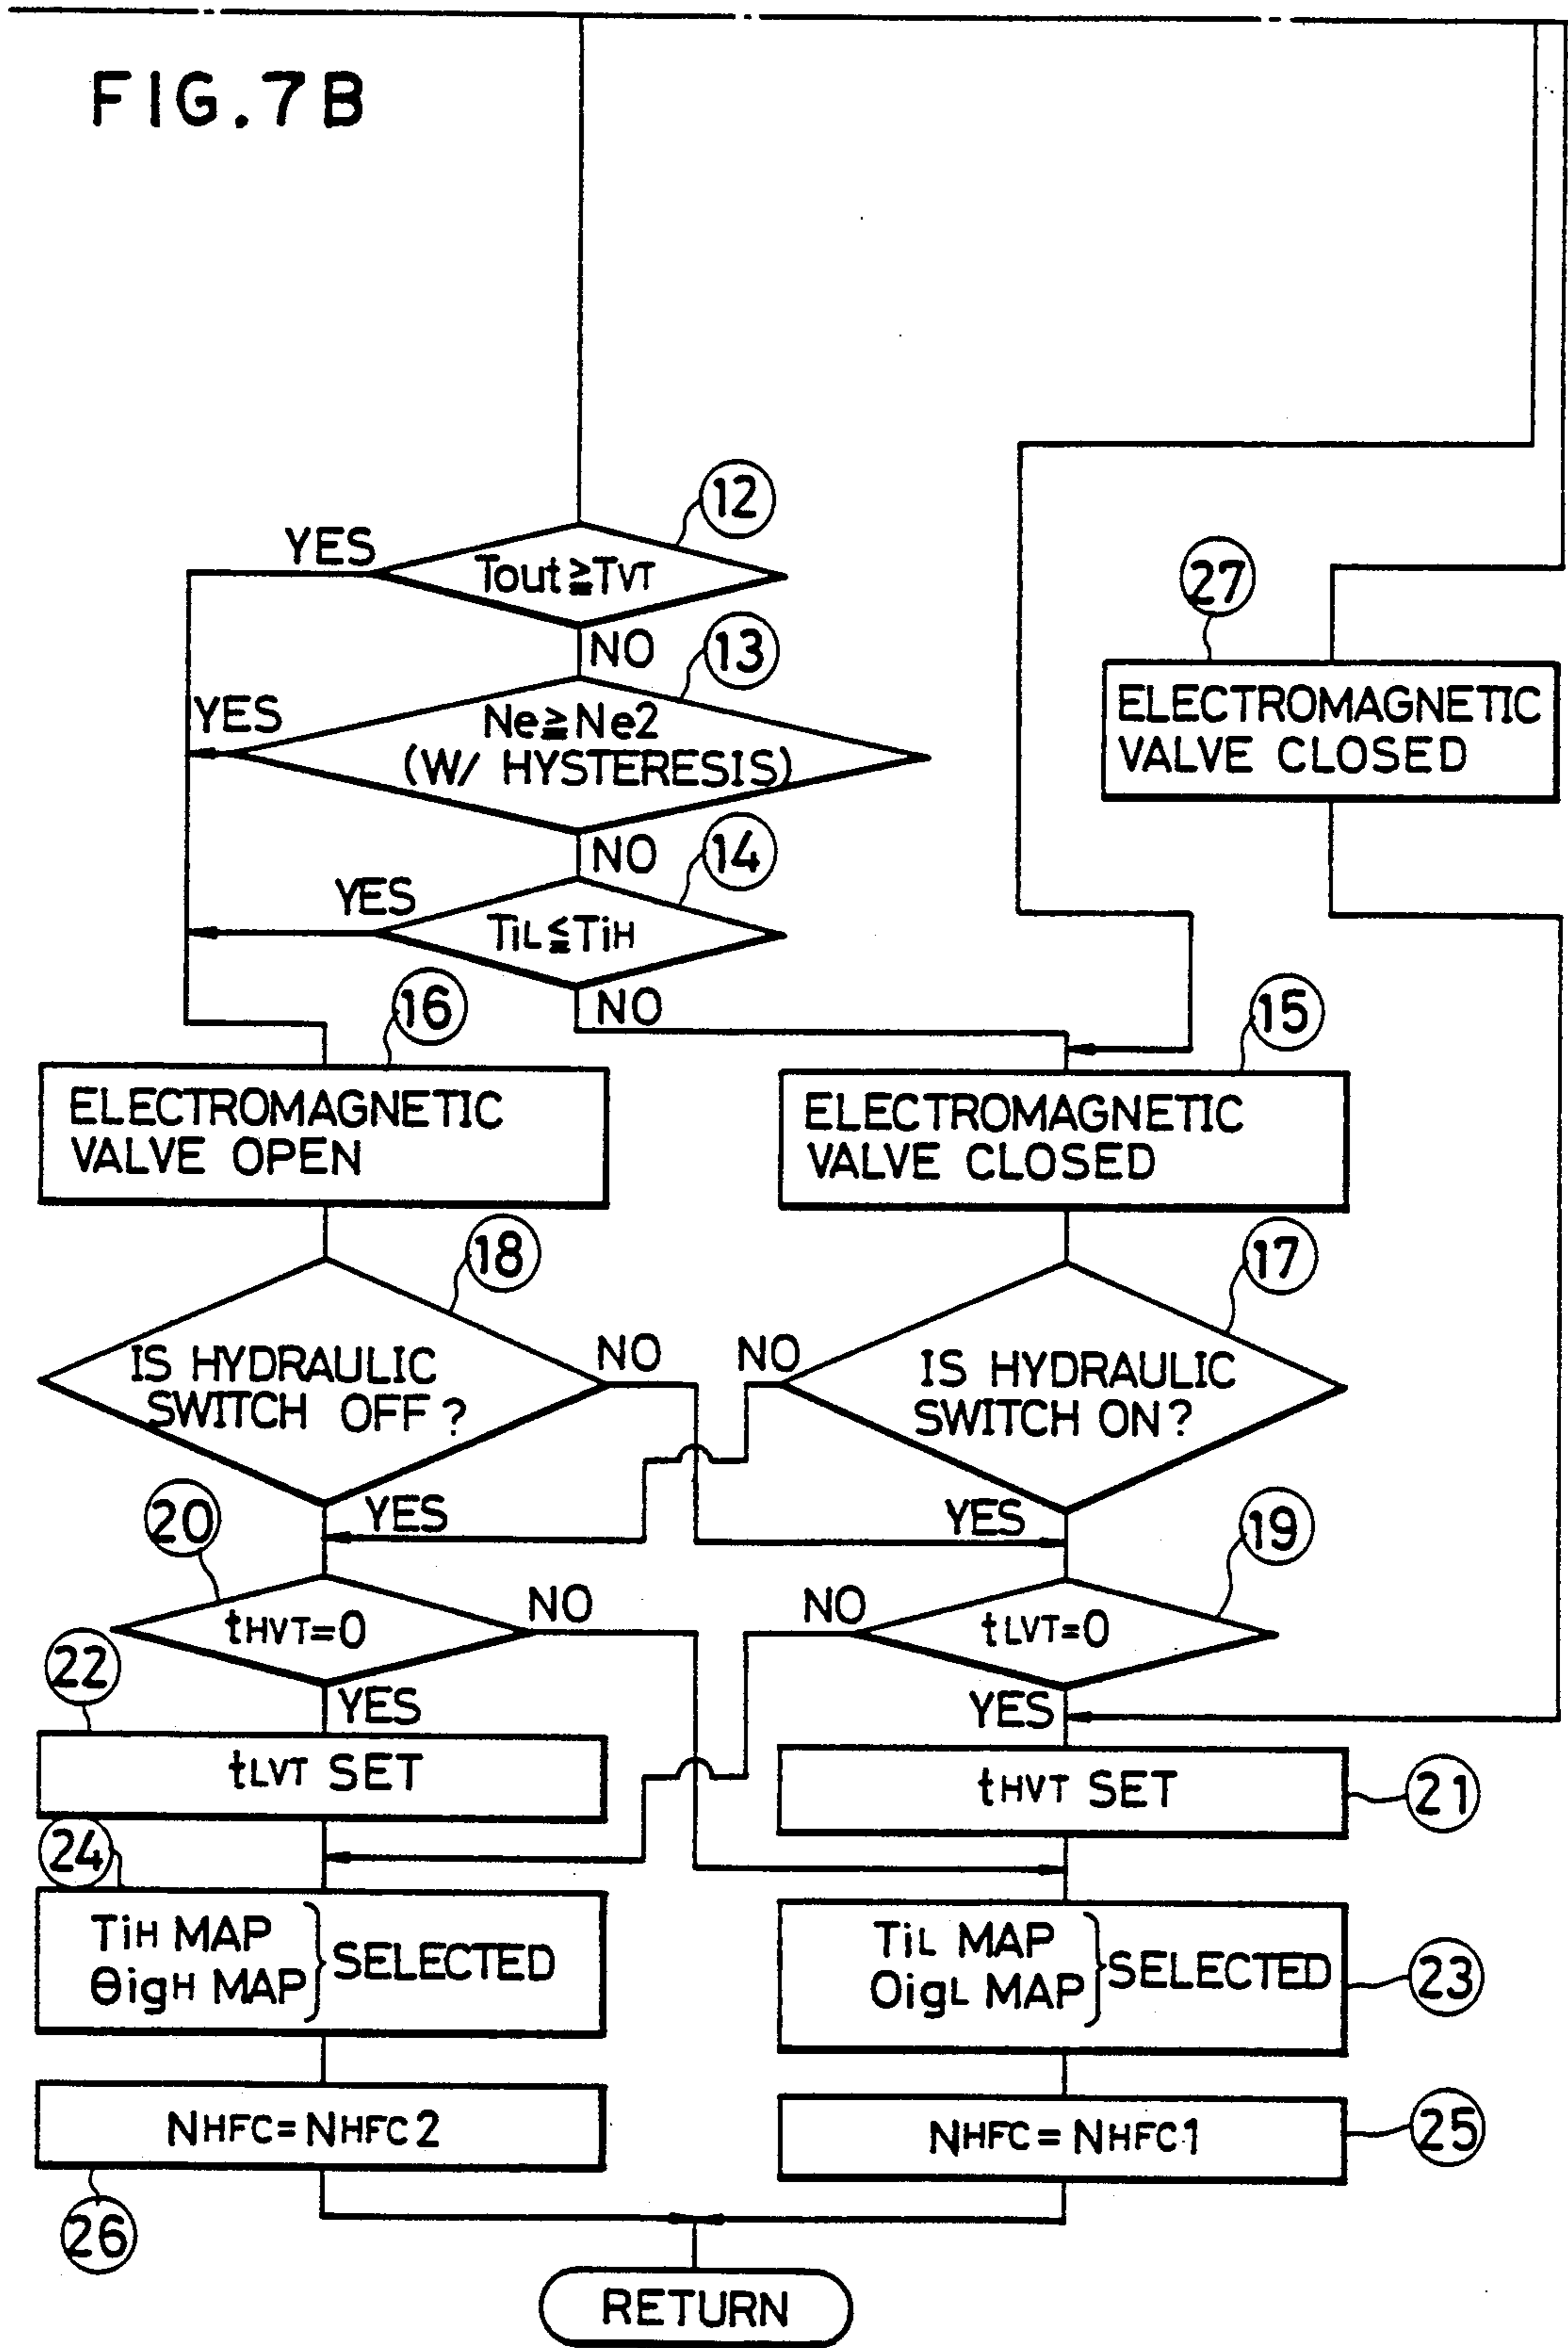 FIG.7B
12
YES
Tout≧TVT
NO
13
27
YES
Ne≧Ne2
(W/ HYSTERESIS)
ELECTROMAGNETIC
VALVE CLOSED
NO
14
YES
TiL≦TiH
NO
16
15
ELECTROMAGNETIC
VALVE OPEN
ELECTROMAGNETIC
VALVE CLOSED
18
17
IS HYDRAULIC
SWITCH OFF?
NO
NO
IS HYDRAULIC
SWITCH ON?
20
YES
YES
19
tHVT=0
NO
NO
tLVT=0
22
YES
YES
tLVT SET
tHVT SET
21
24
TiH MAP
θigH MAP
SELECTED
TiL MAP
OigL MAP
SELECTED
23
NHFC=NHFC2
NHFC=NHFC1
25
26
RETURN